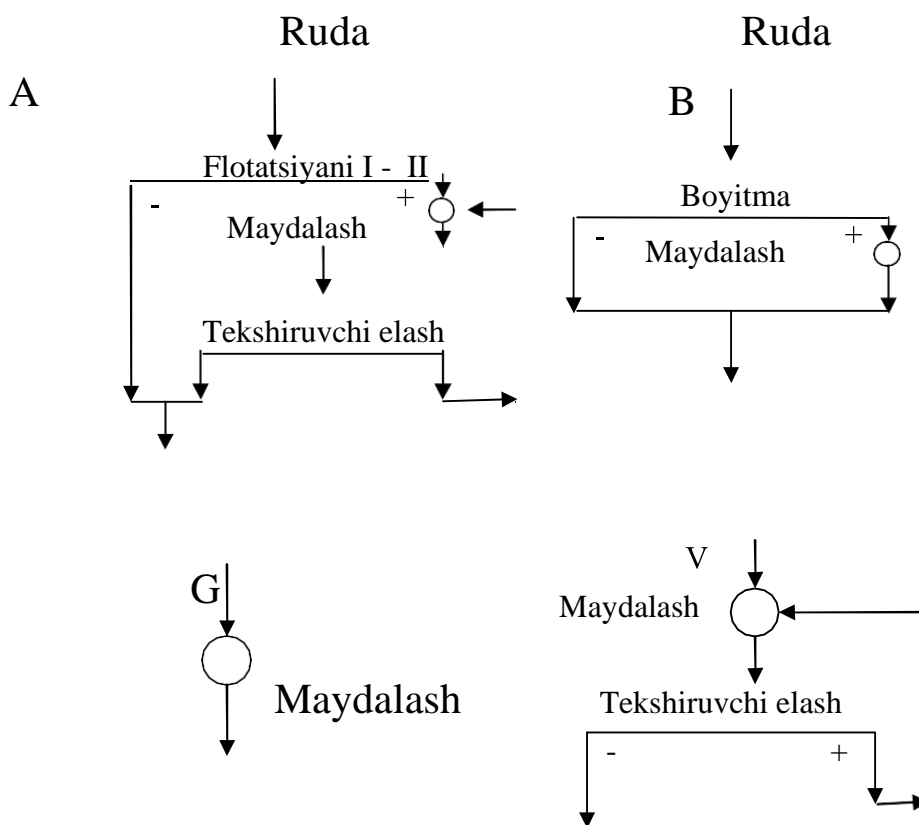 Ruda
Ruda
A
B
Flotatsiyani I - II
- +
Maydalash
Boyitma
- +
Maydalash
Tekshiruvchi elash
G
Maydalash
V
Maydalash
Tekshiruvchi elash
- +